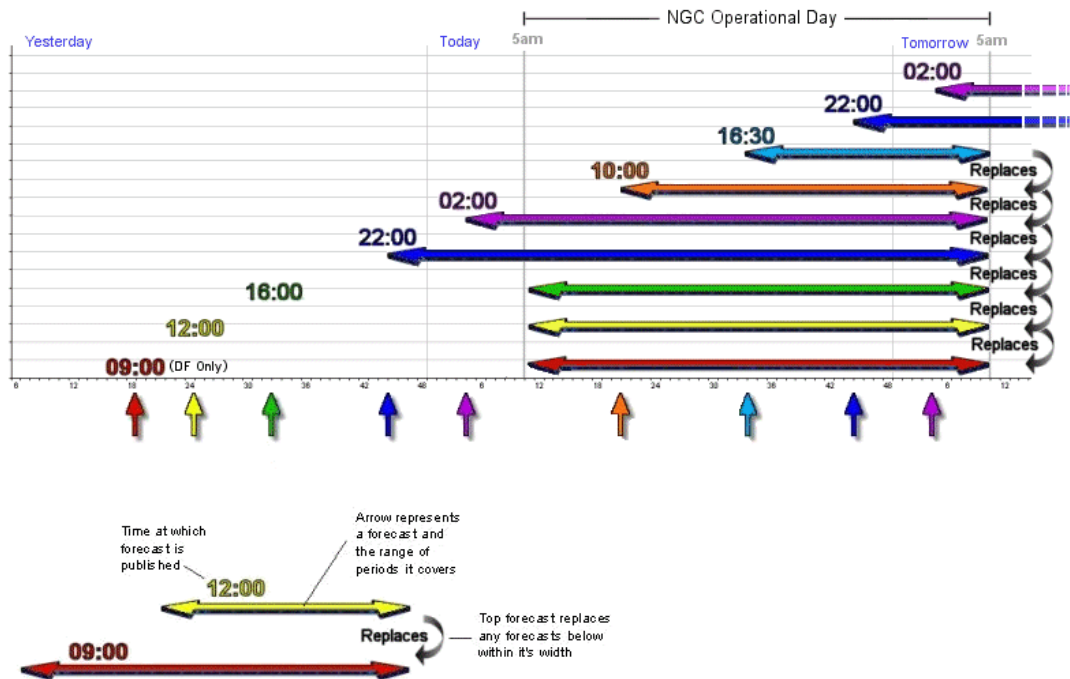 NGC Operational Day
Yesterday
Today
5am
Tomorrow
5am
02:00
22:00
16:30
Replaces
10:00
Replaces
02:00
Replaces
22:00
Replaces
16:00
Replaces
12:00
Replaces
09:00 (DF Only)
6 12 18 24 30 36 42 48 6 12 18 24 30 36 42 48 6 12
Time at which
forecast is
published
Arrow represents
a forecast and
the range of
periods it covers
12:00
Replaces
Top forecast replaces
any forecasts below
within it's width
09:00